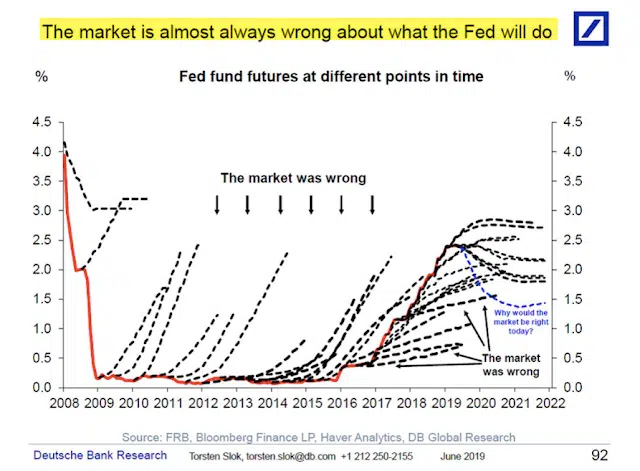 The market is almost always wrong about what the Fed will do
% Fed fund futures at different points in time %
4.5 4.5
4.0 4.0
The market was wrong
3.5 3.5
3.0 3.0
2.5 2.5
2.0 2.0
1.5 1.5
Why would the
market be right
today?
1.0 1.0
0.5 0.5
The market
was wrong
0.0 0.0
2008 2009 2010 2011 2012 2013 2014 2015 2016 2017 2018 2019 2020 2021 2022
Source: FRB, Bloomberg Finance LP, Haver Analytics, DB Global Research
Deutsche Bank Research Torsten Slok, torsten.slok@db.com +1 212 250-2155 June 2019 92